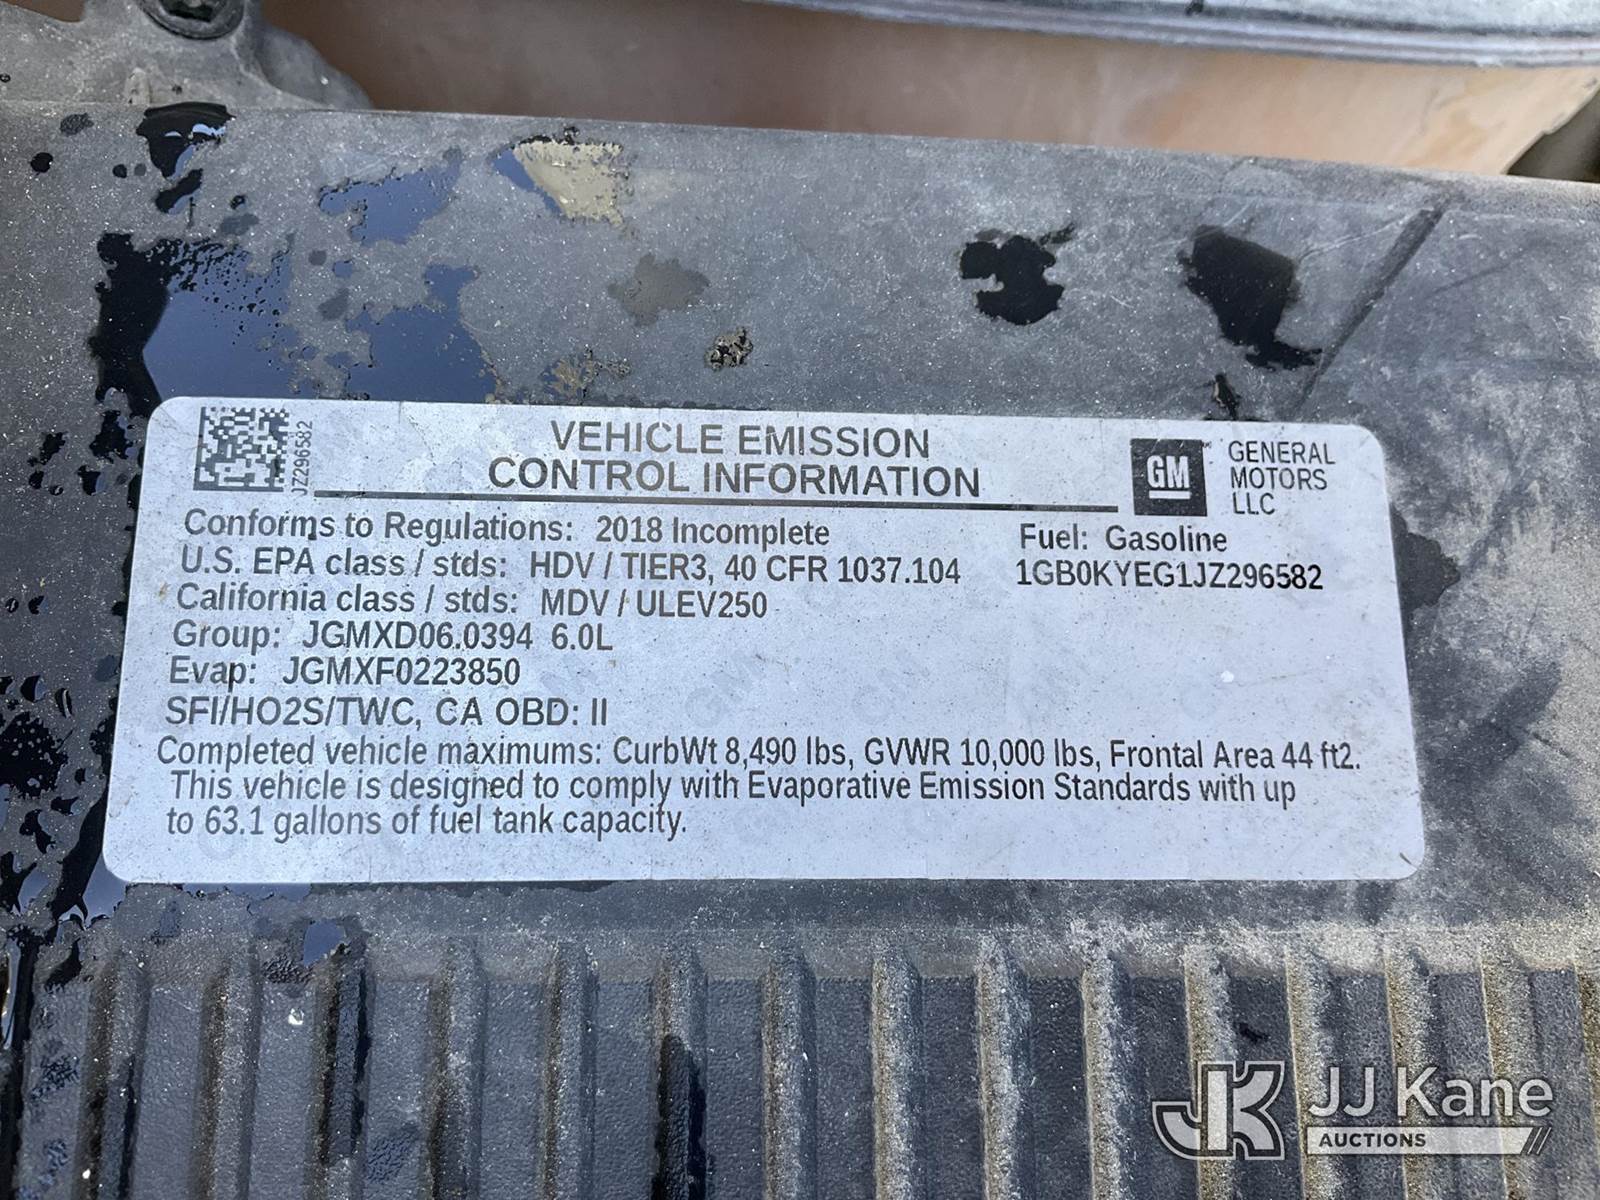 JZ296582
VEHICLE EMISSION
CONTROL INFORMATION
GM
GENERAL
MOTORS
LLC
Conforms to Regulations: 2018 Incomplete
Fuel: Gasoline
U.S. EPA class / stds: HDV / TIER3, 40 CFR 1037.104
1GB0KYEG1JZ296582
California class / stds: MDV / ULEV250
Group: JGMXD06.0394 6.0L
Evap: JGMXF0223850
SFI/HO2S/TWC, CA OBD: II
Completed vehicle maximums: CurbWt 8,490 lbs, GVWR 10,000 lbs, Frontal Area 44 ft2.
This vehicle is designed to comply with Evaporative Emission Standards with up
to 63.1 gallons of fuel tank capacity.
JK JJ Kane
AUCTIONS